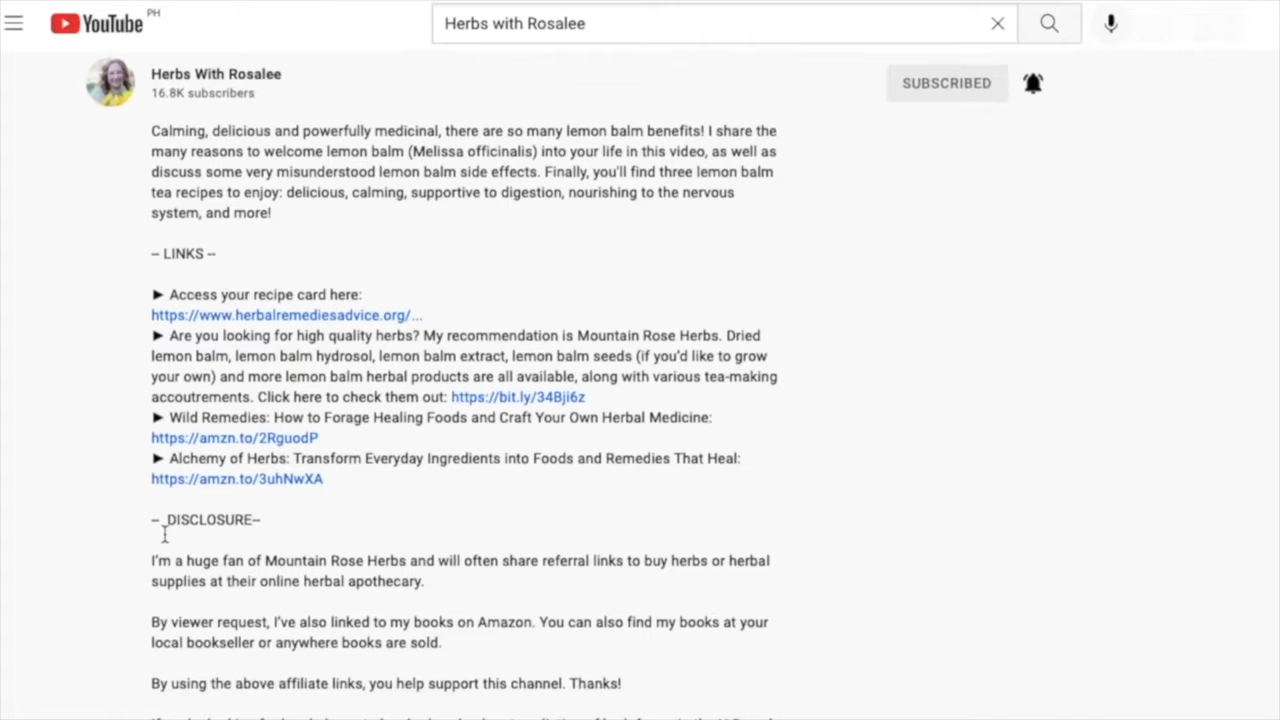 YouTube PH
Herbs with Rosalee
Herbs With Rosalee
16.8K subscribers
SUBSCRIBED
Calming, delicious and powerfully medicinal, there are so many lemon balm benefits! I share the
many reasons to welcome lemon balm (Melissa officinalis) into your life in this video, as well as
discuss some very misunderstood lemon balm side effects. Finally, you'll find three lemon balm
tea recipes to enjoy: delicious, calming, supportive to digestion, nourishing to the nervous
system, and more!
-- LINKS --
► Access your recipe card here:
https://www.herbalremediesadvice.org/...
► Are you looking for high quality herbs? My recommendation is Mountain Rose Herbs. Dried
lemon balm, lemon balm hydrosol, lemon balm extract, lemon balm seeds (if you'd like to grow
your own) and more lemon balm herbal products are all available, along with various tea-making
accoutrements. Click here to check them out: https://bit.ly/34Bji6z
► Wild Remedies: How to Forage Healing Foods and Craft Your Own Herbal Medicine:
https://amzn.to/2RguodP
► Alchemy of Herbs: Transform Everyday Ingredients into Foods and Remedies That Heal:
https://amzn.to/3uhNwXA
-- DISCLOSURE--
I'm a huge fan of Mountain Rose Herbs and will often share referral links to buy herbs or herbal
supplies at their online herbal apothecary.
By viewer request, I've also linked to my books on Amazon. You can also find my books at your
local bookseller or anywhere books are sold.
By using the above affiliate links, you help support this channel. Thanks!